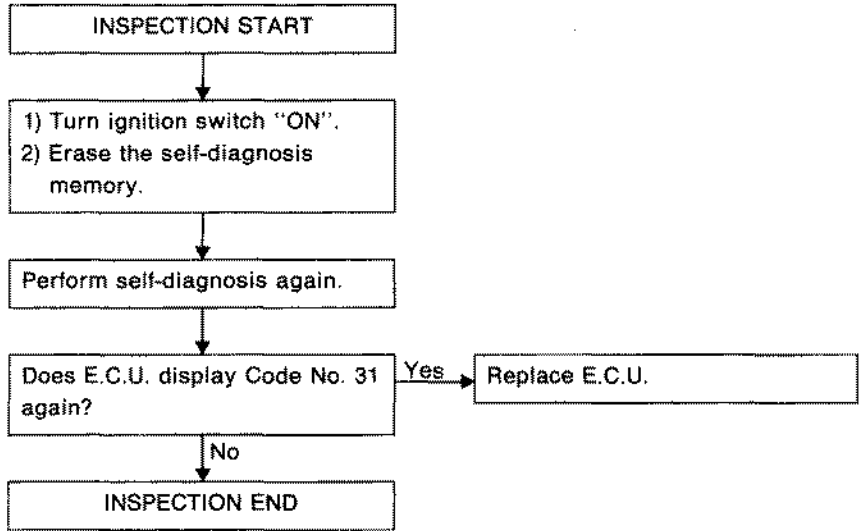 INSPECTION START
1) Turn ignition switch "ON".
2) Erase the self-diagnosis
memory.
Perform self-diagnosis again.
Does E.C.U. display Code No. 31
again?
Yes
Replace E.C.U.
No
INSPECTION END